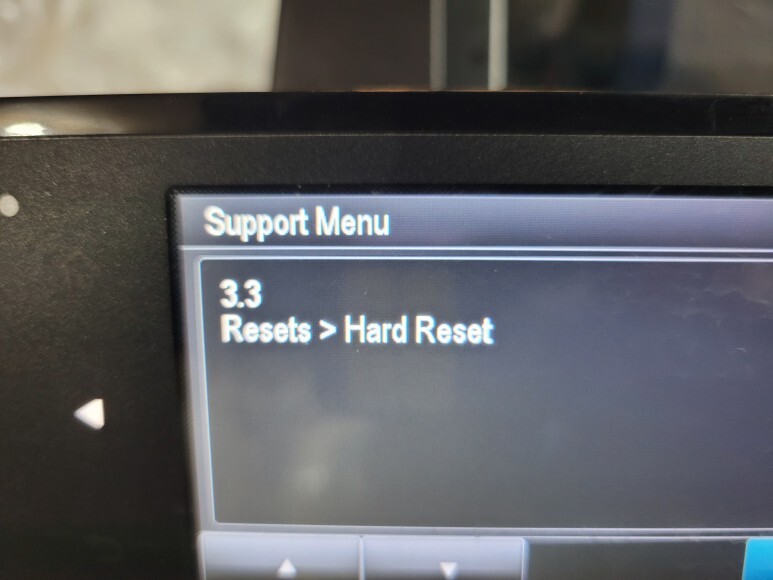 Support Menu
3.3
Resets > Hard Reset